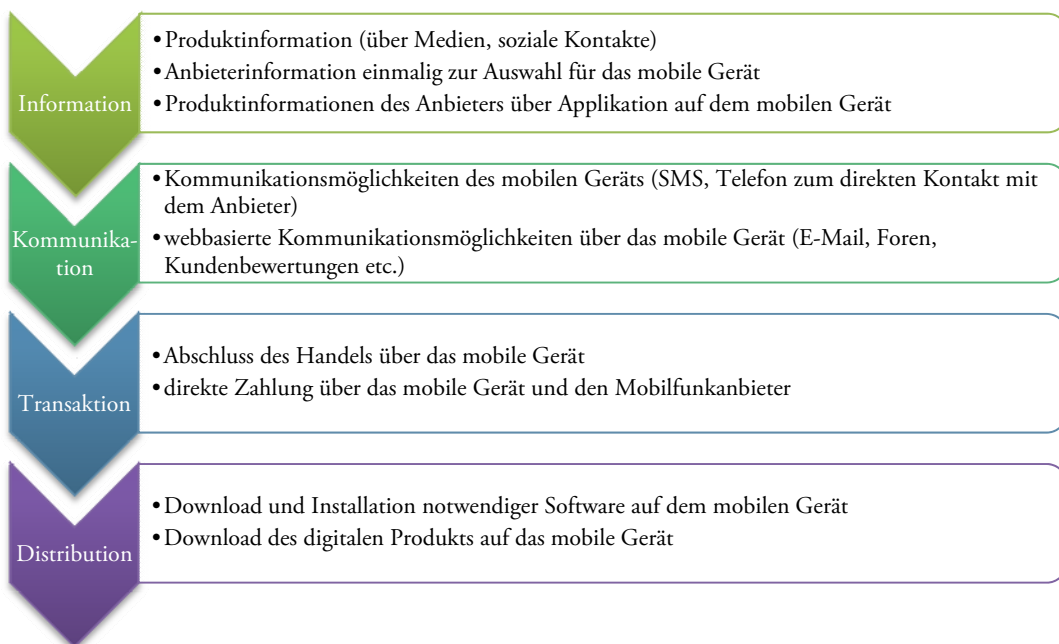 Information
• Produktinformation (über Medien, soziale Kontakte)
• Anbieterinformation einmalig zur Auswahl für das mobile Gerät
• Produktinformationen des Anbieters über Applikation auf dem mobilen Gerät
Kommunika-
tion
• Kommunikationsmöglichkeiten des mobilen Geräts (SMS, Telefon zum direkten Kontakt mit
dem Anbieter)
• webbasierte Kommunikationsmöglichkeiten über das mobile Gerät (E-Mail, Foren,
Kundenbewertungen etc.)
Transaktion
• Abschluss des Handels über das mobile Gerät
• direkte Zahlung über das mobile Gerät und den Mobilfunkanbieter
Distribution
• Download und Installation notwendiger Software auf dem mobilen Gerät
• Download des digitalen Produkts auf das mobile Gerät